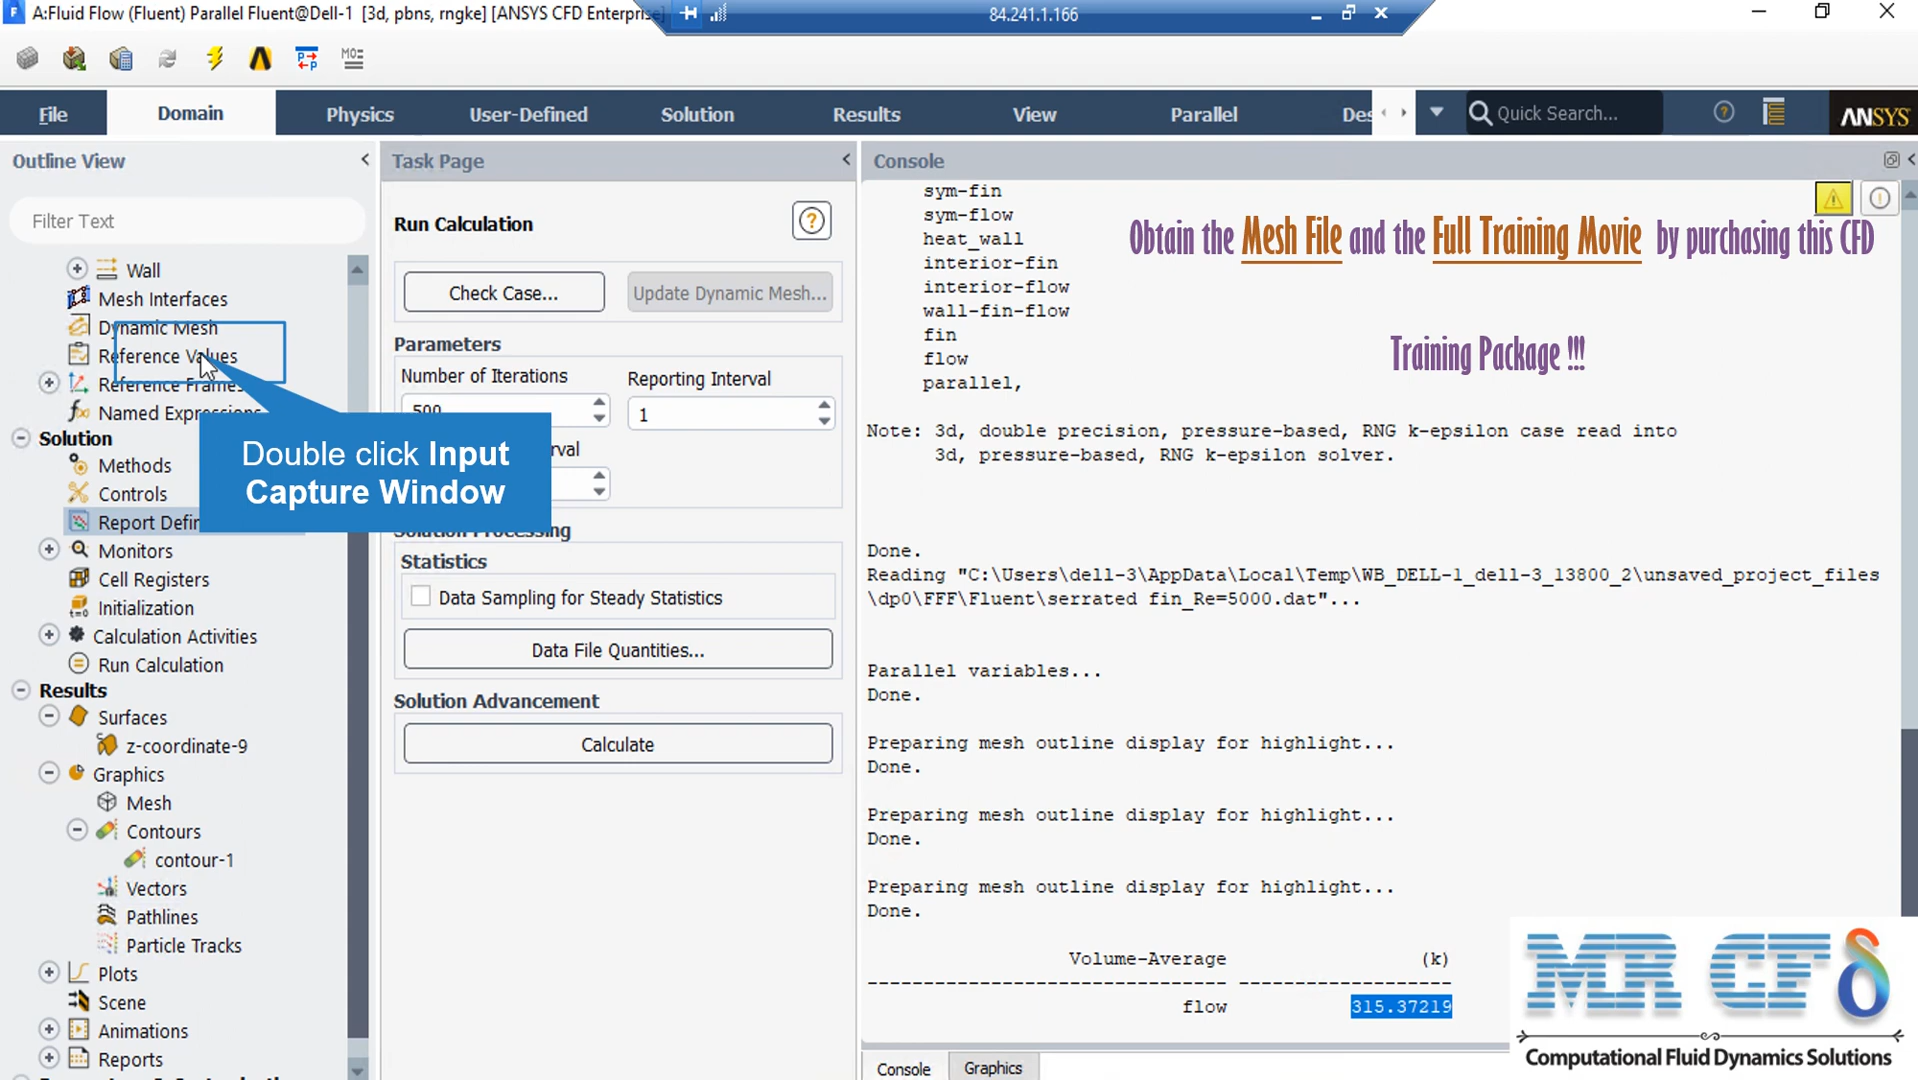 A:Fluid Flow (Fluent) Parallel Fluent@Dell-1 [3d, pbns, rngke] [ANSYS CFD Enterprise]
84.241.1.166
File
Domain
Physics
User-Defined
Solution
Results
View
Parallel
Des
Quick Search...
ANSYS
Outline View
Filter Text
Wall
Mesh Interfaces
Dynamic Mesh
Reference Values
Reference Frames
Named Expressions
Solution
Methods
Controls
Report Defin
Monitors
Cell Registers
Initialization
Calculation Activities
Run Calculation
Results
Surfaces
z-coordinate-9
Graphics
Mesh
Contours
contour-1
Vectors
Pathlines
Particle Tracks
Plots
Scene
Animations
Reports
Double click Input
Capture Window
Task Page
Run Calculation
Check Case...
Update Dynamic Mesh...
Parameters
Number of Iterations
Reporting Interval
500
1
rval
Solution Processing
Statistics
Data Sampling for Steady Statistics
Data File Quantities...
Solution Advancement
Calculate
Console
sym-fin
sym-flow
heat_wall
interior-fin
interior-flow
wall-fin-flow
fin
flow
parallel,
Note: 3d, double precision, pressure-based, RNG k-epsilon case read into
3d, pressure-based, RNG k-epsilon solver.
Done.
Reading "C:\Users\dell-3\AppData\Local\Temp\WB_DELL-1_dell-3_13800_2\unsaved_project_files
\dp0\FFF\Fluent\serrated fin_Re=5000.dat"...
Parallel variables...
Done.
Preparing mesh outline display for highlight...
Done.
Preparing mesh outline display for highlight...
Done.
Preparing mesh outline display for highlight...
Done.
Volume-Average (k)
-------------------------------- -------------------
flow 315.37219
Console
Graphics
Obtain the Mesh File and the Full Training Movie by purchasing this CFD
Training Package !!!
MR CFD
Computational Fluid Dynamics Solutions